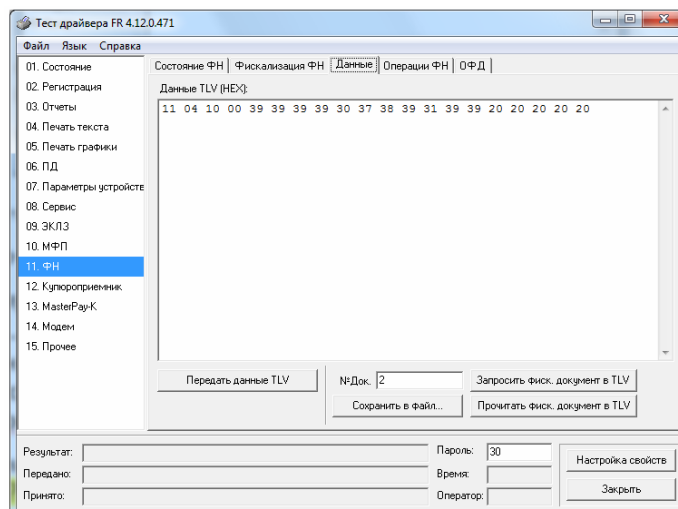 Тест драйвера FR 4.12.0.471
Файл Язык Справка
01. Состояние
02. Регистрация
03. Отчеты
04. Печать текста
05. Печать графики
06. ПД
07. Параметры устройств
08. Сервис
09. ЭКЛЗ
10. МФП
11. ФН
12. Купюроприемник
13. MasterPay-K
14. Модем
15. Прочее
Состояние ФН Фискализация ФН Данные Операции ФН ОФД
Данные TLV (HEX):
11 04 10 00 39 39 39 39 30 37 38 39 31 39 39 20 20 20 20 20
Передать данные TLV
№Док. 2
Запросить фиск. документ в TLV
Сохранить в файл...
Прочитать фиск. документ в TLV
Результат:
Пароль: 30
Настройка свойств
Передано:
Время:
Принято:
Оператор:
Закрыть